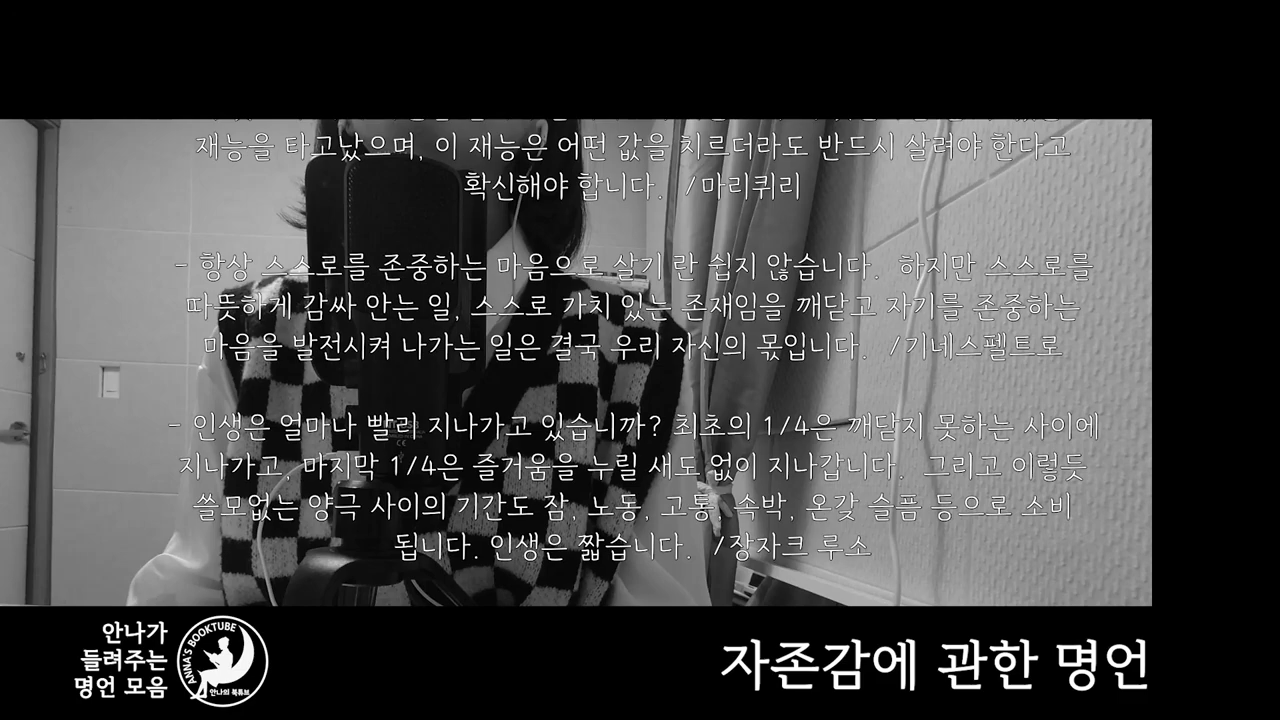 재능을 타고났으며, 이 재능은 어떤 값을 치르더라도 반드시 살려야 한다고
확신해야 합니다. /마리퀴리
- 항상 스스로를 존중하는 마음으로 살기 란 쉽지 않습니다. 하지만 스스로를
따뜻하게 감싸 안는 일, 스스로 가치 있는 존재임을 깨닫고 자기를 존중하는
마음을 발전시켜 나가는 일은 결국 우리 자신의 몫입니다. /기네스펠트로
- 인생은 얼마나 빨리 지나가고 있습니까? 최초의 1/4은 깨닫지 못하는 사이에
지나가고, 마지막 1/4은 즐거움을 누릴 새도 없이 지나갑니다. 그리고 이렇듯
쓸모없는 양극 사이의 기간도 잠, 노동, 고통, 속박, 온갖 슬픔 등으로 소비
됩니다. 인생은 짧습니다. /장자크 루소
안나가
들려주는
명언 모음
ANNA'S BOOKTUBE
안나의 북튜브
자존감에 관한 명언